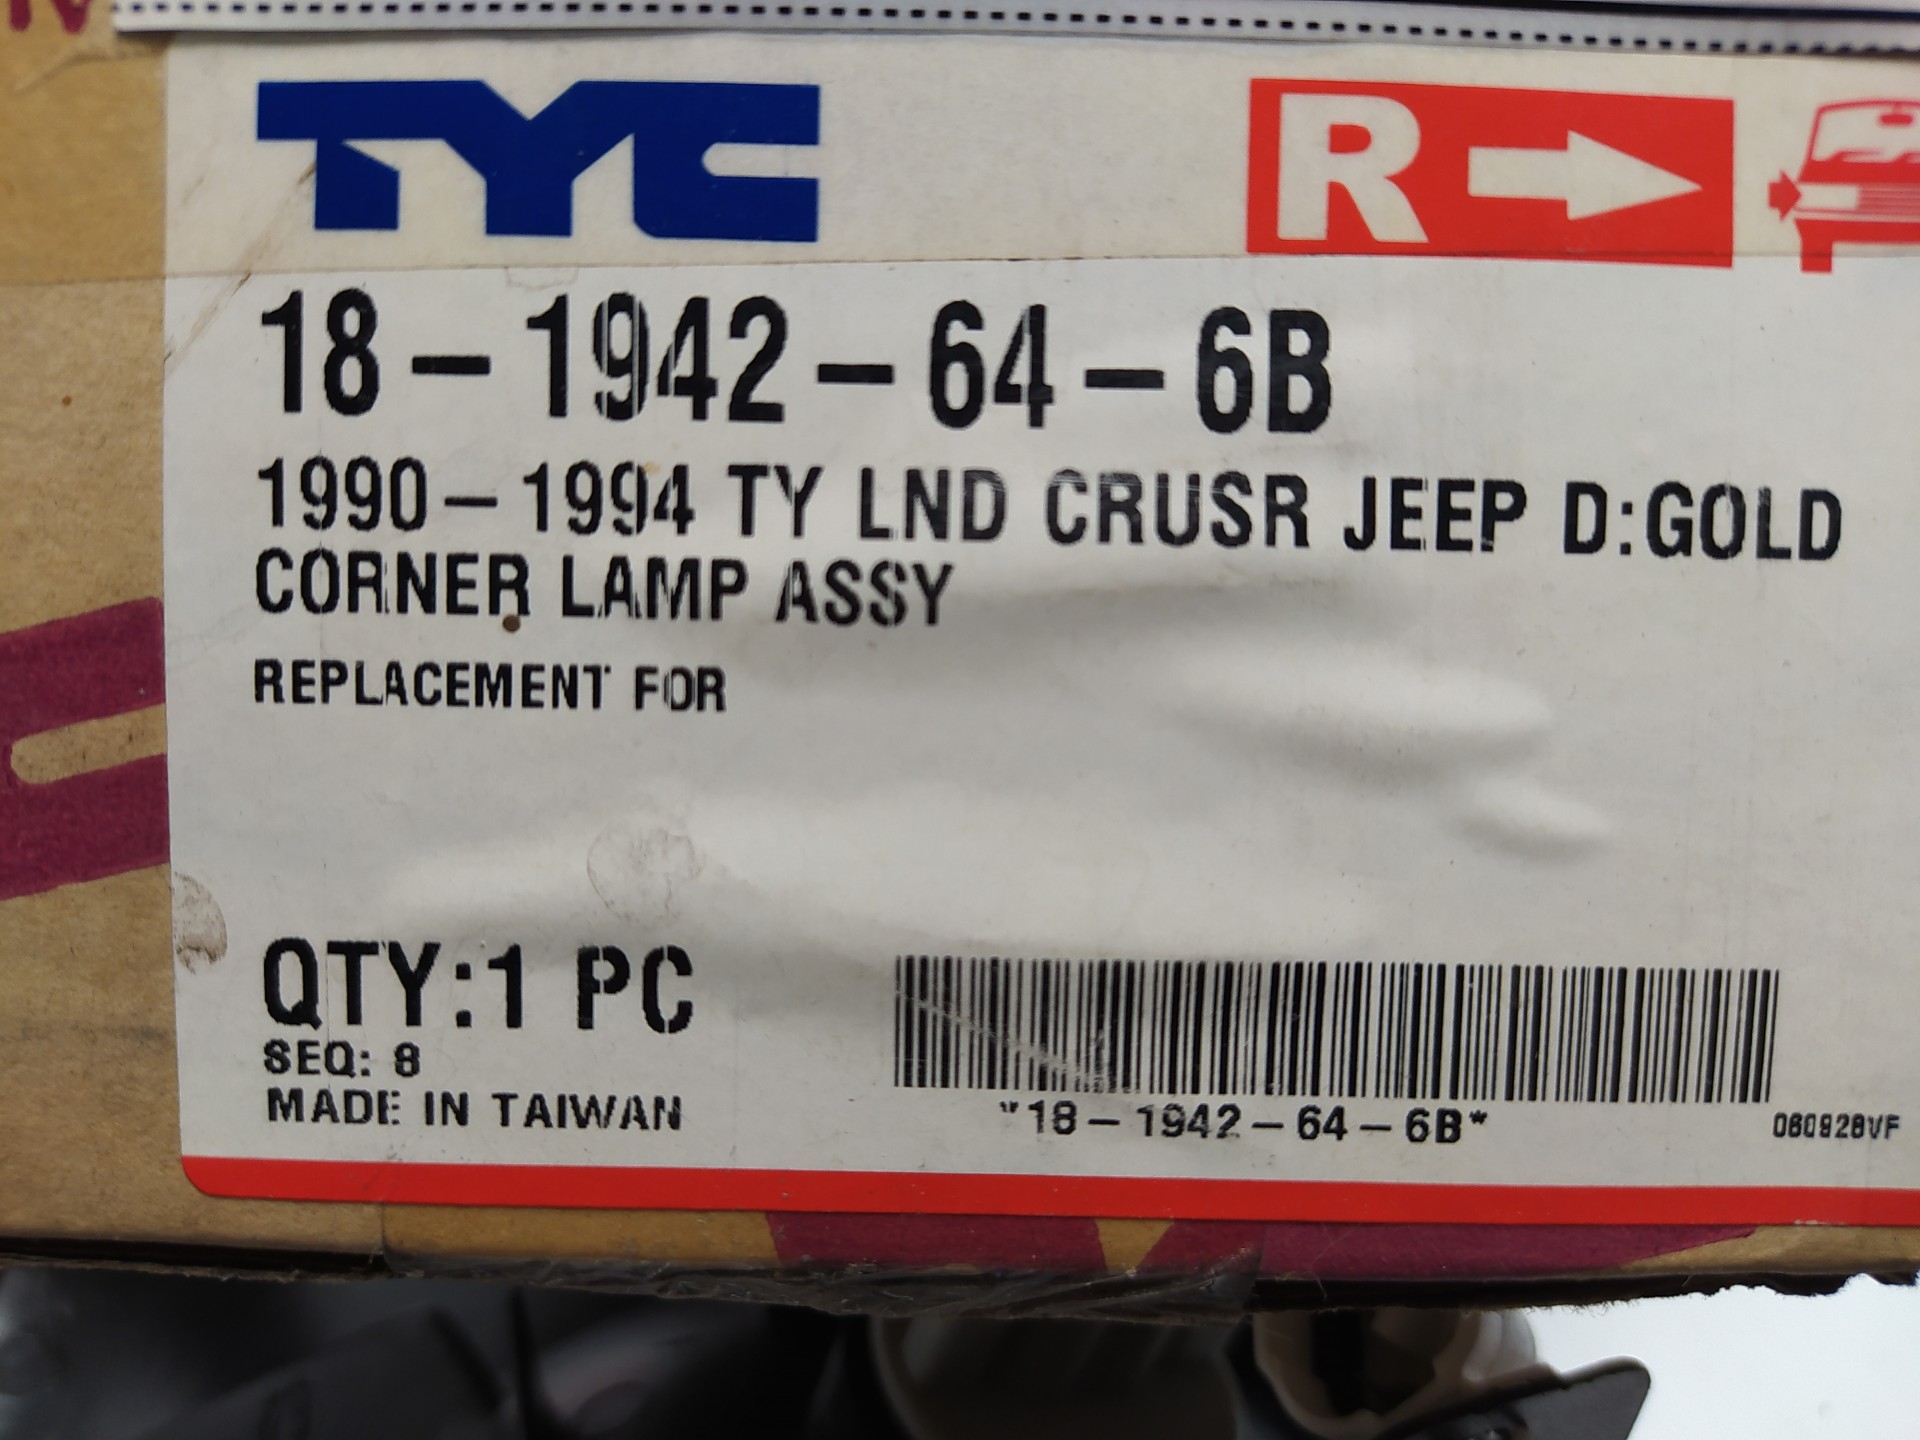 TYC
R
18-1942-64-6B
1990-1994 TY LND CRUSR JEEP D:GOLD
CORNER LAMP ASSY
REPLACEMENT FOR
QTY:1 PC
SEQ: 8
MADE IN TAIWAN
*18-1942-64-6B*
060928VF